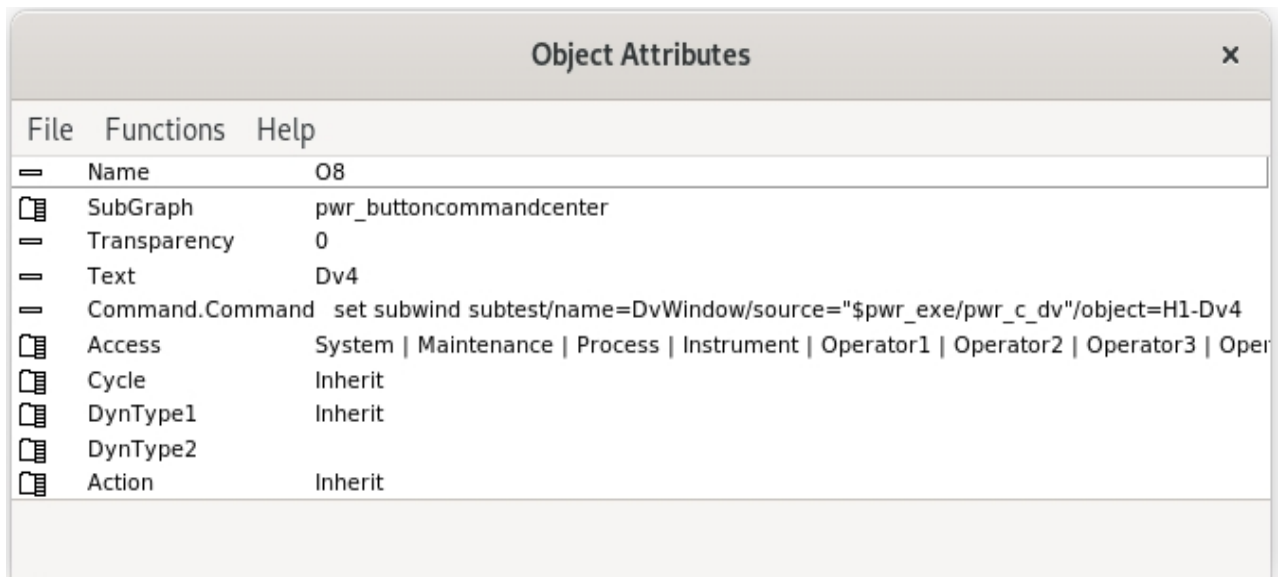 Object Attributes ×
File Functions Help
Name O8
SubGraph pwr_buttoncommandcenter
Transparency 0
Text Dv4
Command.Command set subwind subtest/name=DvWindow/source="$pwr_exe/pwr_c_dv"/object=H1-Dv4
Access System | Maintenance | Process | Instrument | Operator1 | Operator2 | Operator3 | Oper
Cycle Inherit
DynType1 Inherit
DynType2
Action Inherit